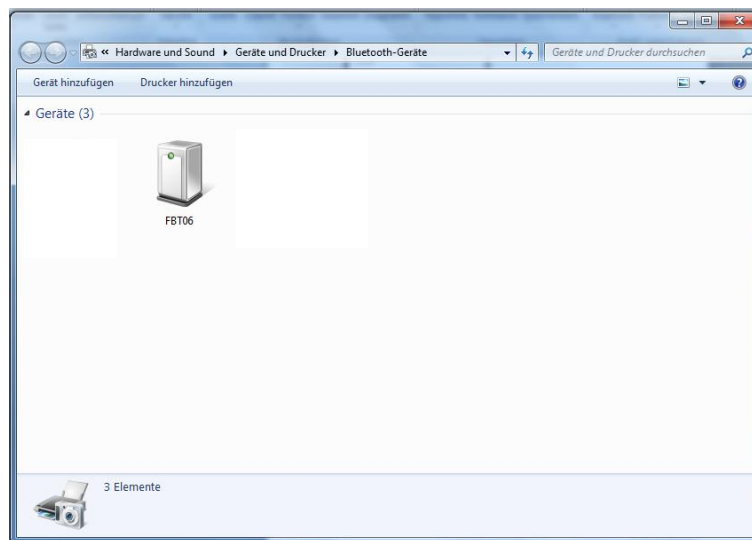 « Hardware und Sound ▸ Geräte und Drucker ▸ Bluetooth-Geräte
Geräte und Drucker durchsuchen
Gerät hinzufügen
Drucker hinzufügen
Geräte (3)
FBT06
3 Elemente